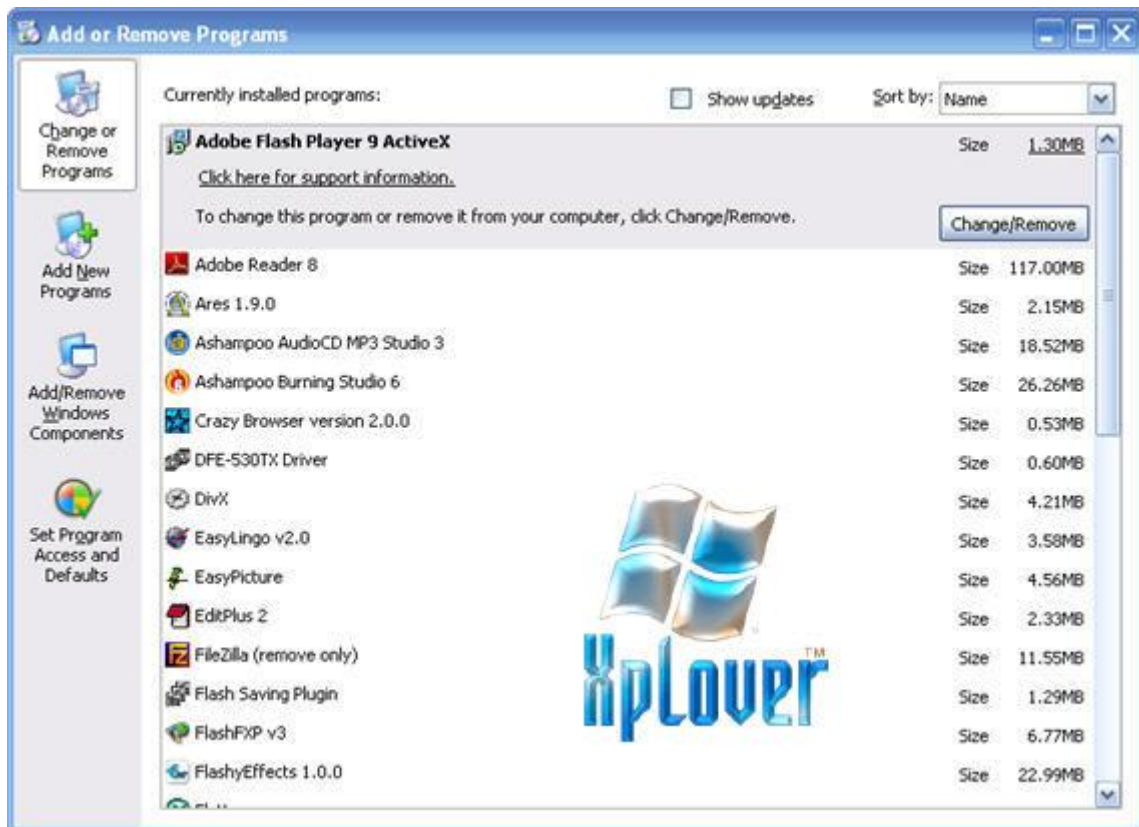 Add or Remove Programs
Change or
Remove
Programs
Add New
Programs
Add/Remove
Windows
Components
Set Program
Access and
Defaults
Currently installed programs:
Show updates
Sort by: Name
Adobe Flash Player 9 ActiveX Size 1.30MB
Click here for support information.
To change this program or remove it from your computer, click Change/Remove.
Change/Remove
Adobe Reader 8 Size 117.00MB
Ares 1.9.0 Size 2.15MB
Ashampoo AudioCD MP3 Studio 3 Size 18.52MB
Ashampoo Burning Studio 6 Size 26.26MB
Crazy Browser version 2.0.0 Size 0.53MB
DFE-530TX Driver Size 0.60MB
DivX Size 4.21MB
EasyLingo v2.0 Size 3.58MB
EasyPicture Size 4.56MB
EditPlus 2 Size 2.33MB
FileZilla (remove only) Size 11.55MB
Flash Saving Plugin Size 1.29MB
FlashFXP v3 Size 6.77MB
FlashyEffects 1.0.0 Size 22.99MB
XpLover TM